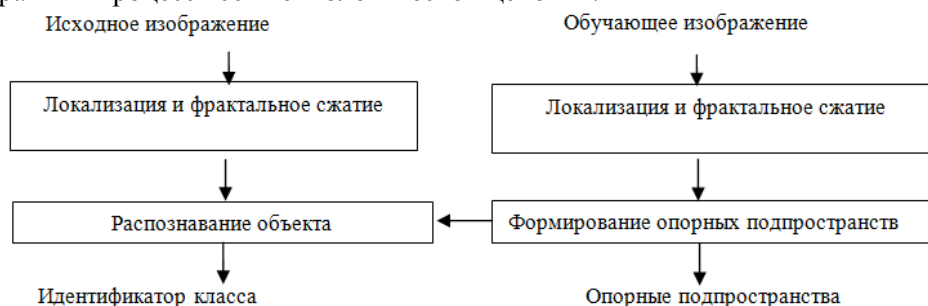 Исходное изображение
Обучающее изображение
Локализация и фрактальное сжатие
Локализация и фрактальное сжатие
Распознавание объекта
Формирование опорных подпространств
Идентификатор класса
Опорные подпространства